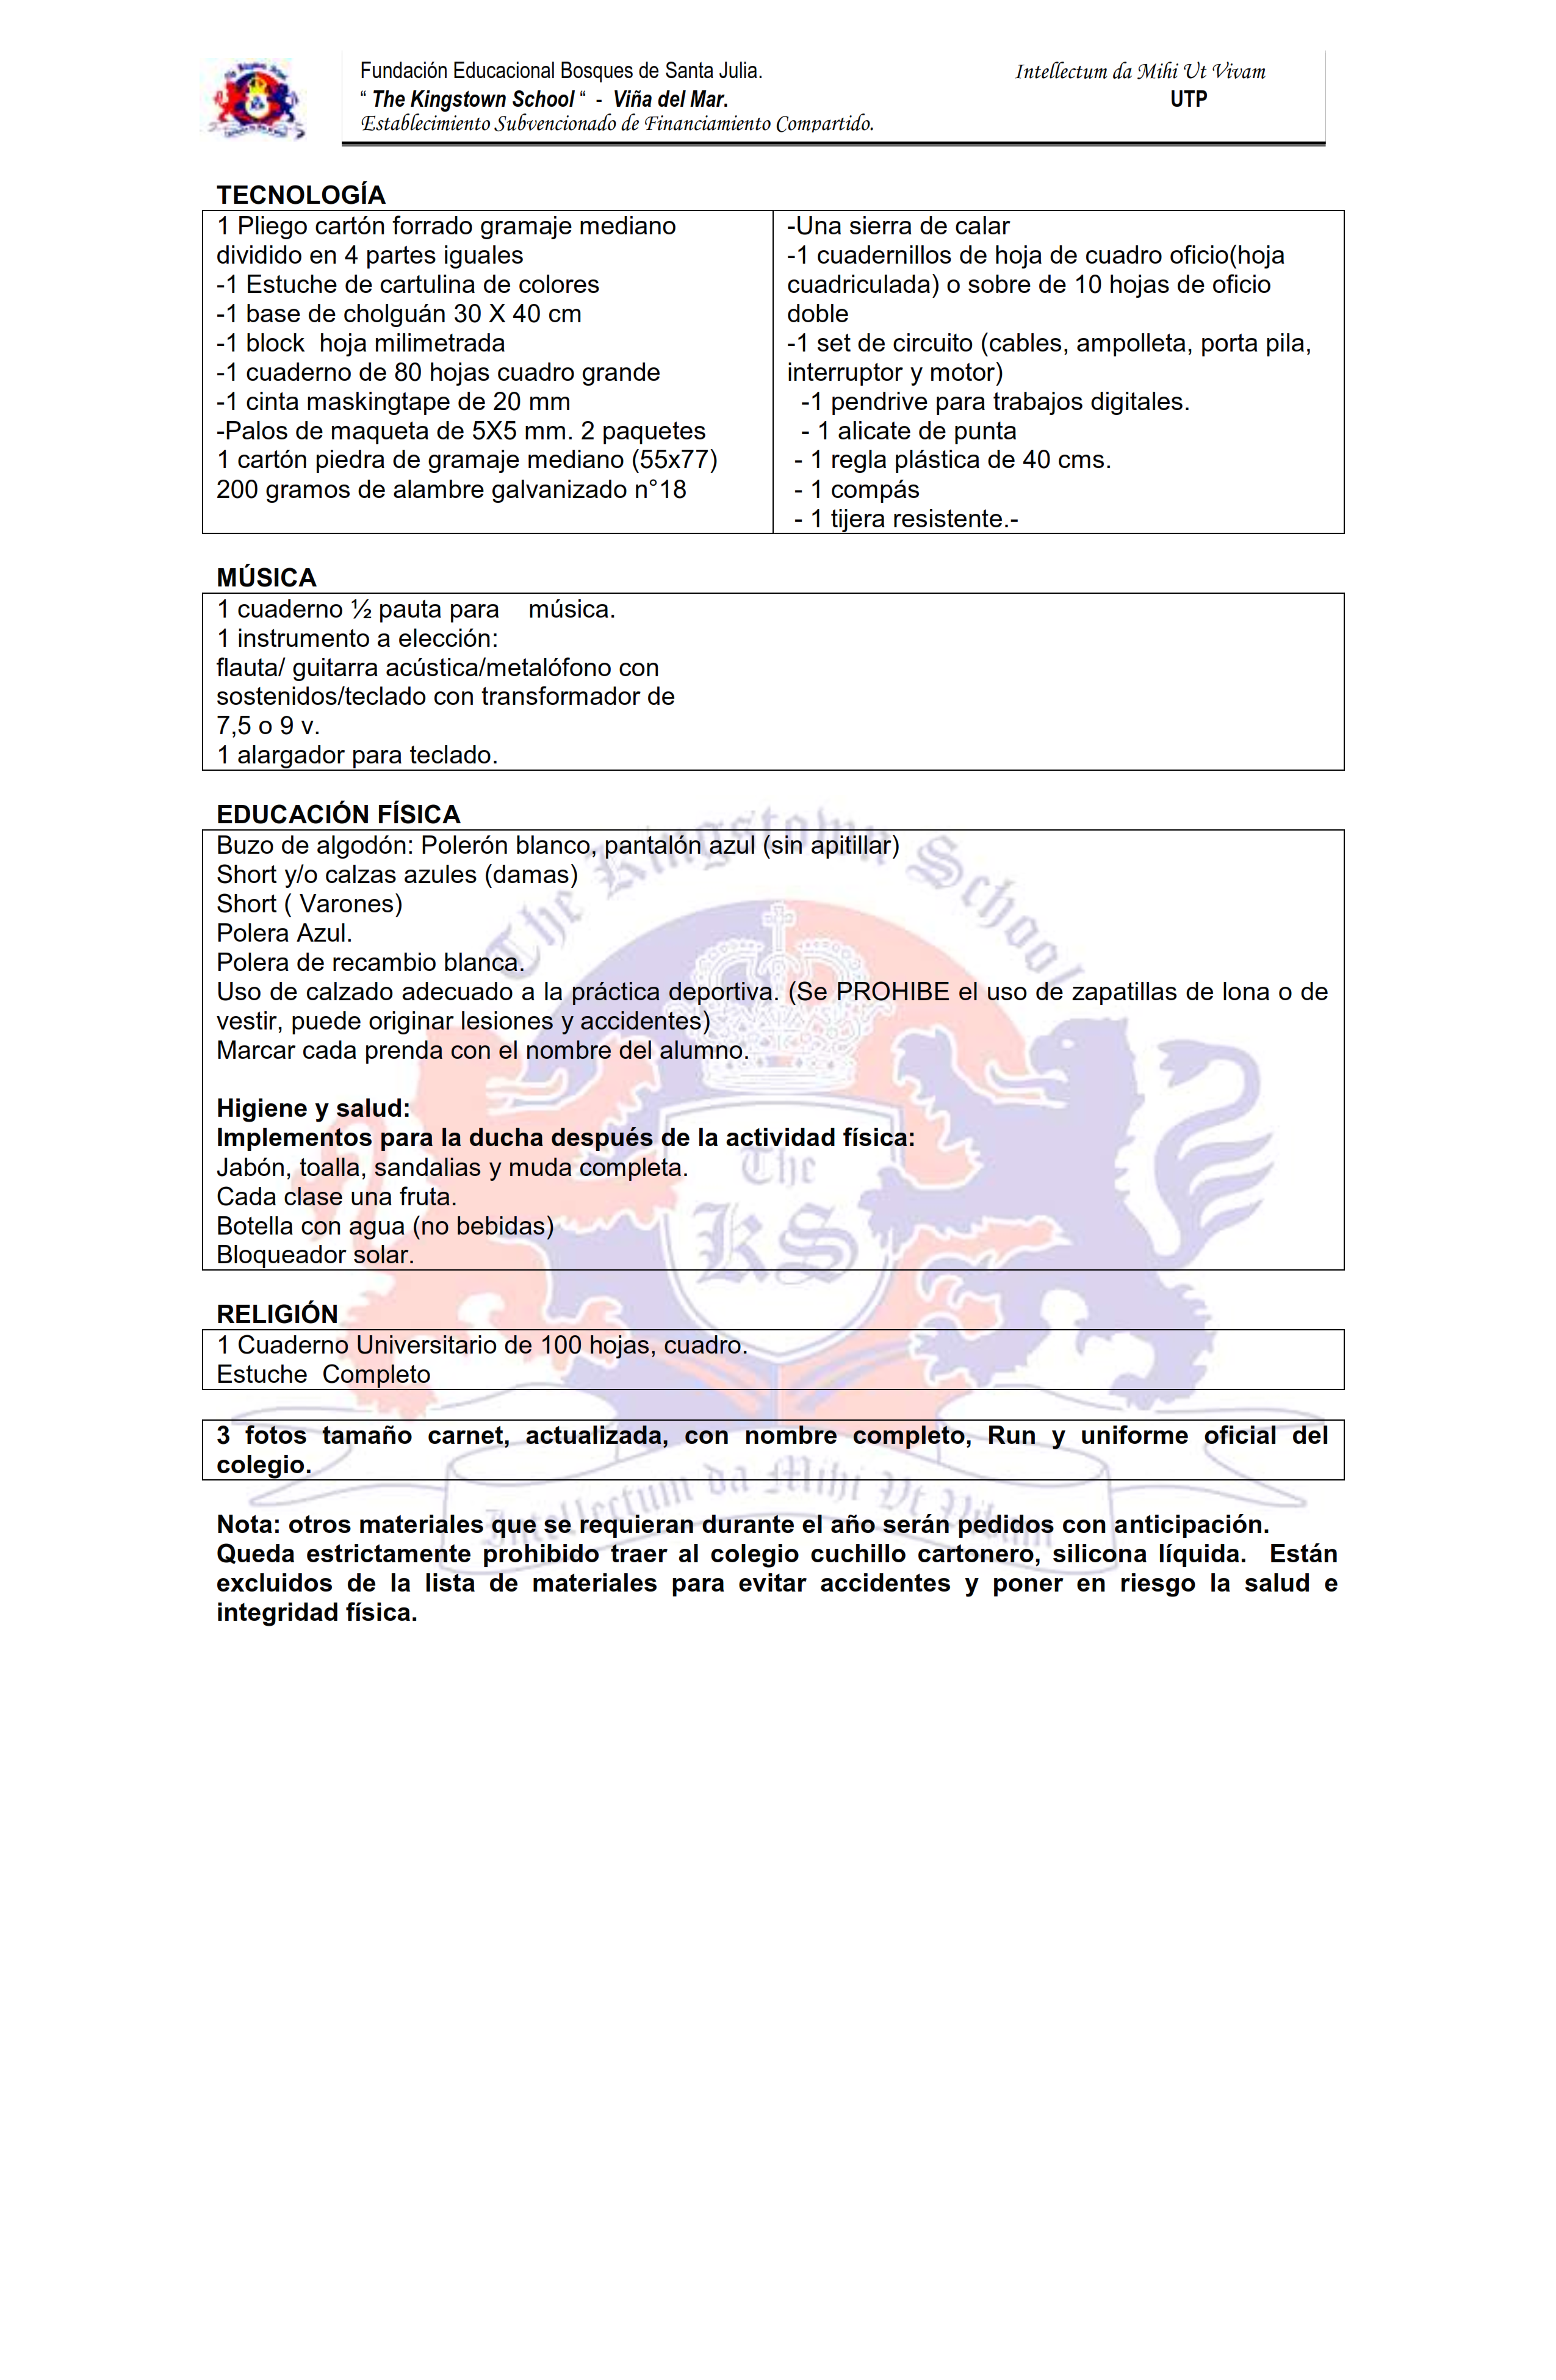 Fundación Educacional Bosques de Santa Julia.
Intellectum da Mihi Ut Vivam
“ The Kingstown School “ - Viña del Mar.
UTP
Establecimiento Subvencionado de Financiamiento Compartido.
TECNOLOGÍA
1 Pliego cartón forrado gramaje mediano
dividido en 4 partes iguales
-1 Estuche de cartulina de colores
-1 base de cholguán 30 X 40 cm
-1 block hoja milimetrada
-1 cuaderno de 80 hojas cuadro grande
-1 cinta maskingtape de 20 mm
-Palos de maqueta de 5X5 mm. 2 paquetes
1 cartón piedra de gramaje mediano (55x77)
200 gramos de alambre galvanizado n°18
-Una sierra de calar
-1 cuadernillos de hoja de cuadro oficio(hoja
cuadriculada) o sobre de 10 hojas de oficio
doble
-1 set de circuito (cables, ampolleta, porta pila,
interruptor y motor)
-1 pendrive para trabajos digitales.
- 1 alicate de punta
- 1 regla plástica de 40 cms.
- 1 compás
- 1 tijera resistente.-
MÚSICA
1 cuaderno ½ pauta para música.
1 instrumento a elección:
flauta/ guitarra acústica/metalófono con
sostenidos/teclado con transformador de
7,5 o 9 v.
1 alargador para teclado.
EDUCACIÓN FÍSICA
Buzo de algodón: Polerón blanco, pantalón azul (sin apitillar)
Short y/o calzas azules (damas)
Short ( Varones)
Polera Azul.
Polera de recambio blanca.
Uso de calzado adecuado a la práctica deportiva. (Se PROHIBE el uso de zapatillas de lona o de
vestir, puede originar lesiones y accidentes)
Marcar cada prenda con el nombre del alumno.
Higiene y salud:
Implementos para la ducha después de la actividad física:
Jabón, toalla, sandalias y muda completa.
Cada clase una fruta.
Botella con agua (no bebidas)
Bloqueador solar.
RELIGIÓN
1 Cuaderno Universitario de 100 hojas, cuadro.
Estuche Completo
3 fotos tamaño carnet, actualizada, con nombre completo, Run y uniforme oficial del
colegio.
Nota: otros materiales que se requieran durante el año serán pedidos con anticipación.
Queda estrictamente prohibido traer al colegio cuchillo cartonero, silicona líquida. Están
excluidos de la lista de materiales para evitar accidentes y poner en riesgo la salud e
integridad física.
The Kingstown School
The
KS
Intellectum da Mihi Vt Vivam